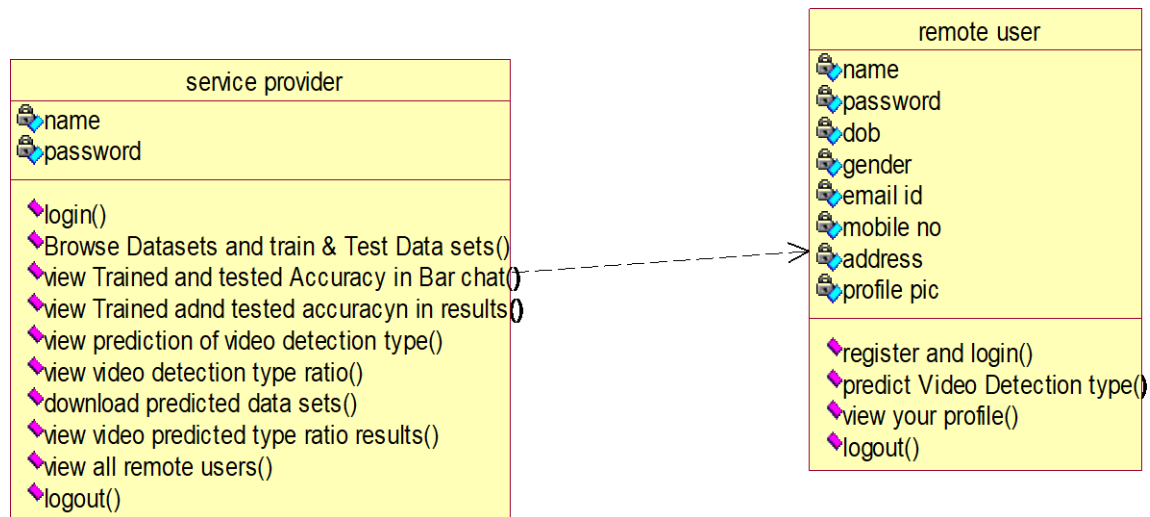 service provider
name
password
login()
Browse Datasets and train & Test Data sets()
view Trained and tested Accuracy in Bar chat()
view Trained adnd tested accuracyn in results()
view prediction of video detection type()
view video detection type ratio()
download predicted data sets()
view video predicted type ratio results()
view all remote users()
logout()
remote user
name
password
dob
gender
email id
mobile no
address
profile pic
register and login()
predict Video Detection type()
view your profile()
logout()